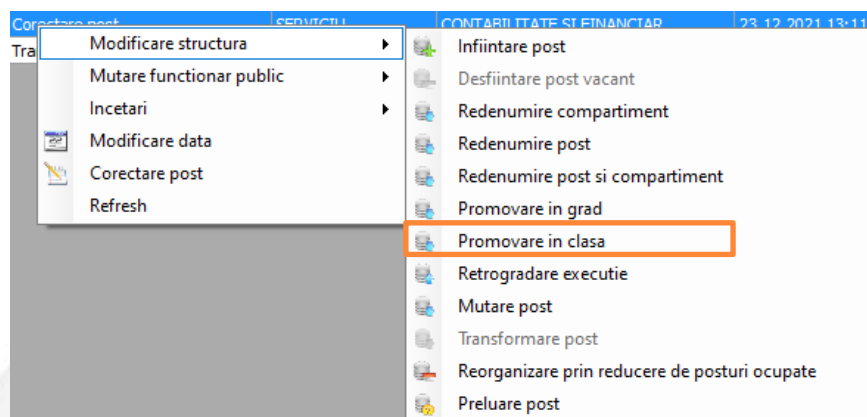 Corectare post SERVICIU CONTABILITATE SI FINANCIAR 23.12.2021 13:11
Tra
Modificare structura
Mutare functionar public
Incetari
Modificare data
Corectare post
Refresh
Infiintare post
Desfiintare post vacant
Redenumire compartiment
Redenumire post
Redenumire post si compartiment
Promovare in grad
Promovare in clasa
Retrogradare executie
Mutare post
Transformare post
Reorganizare prin reducere de posturi ocupate
Preluare post